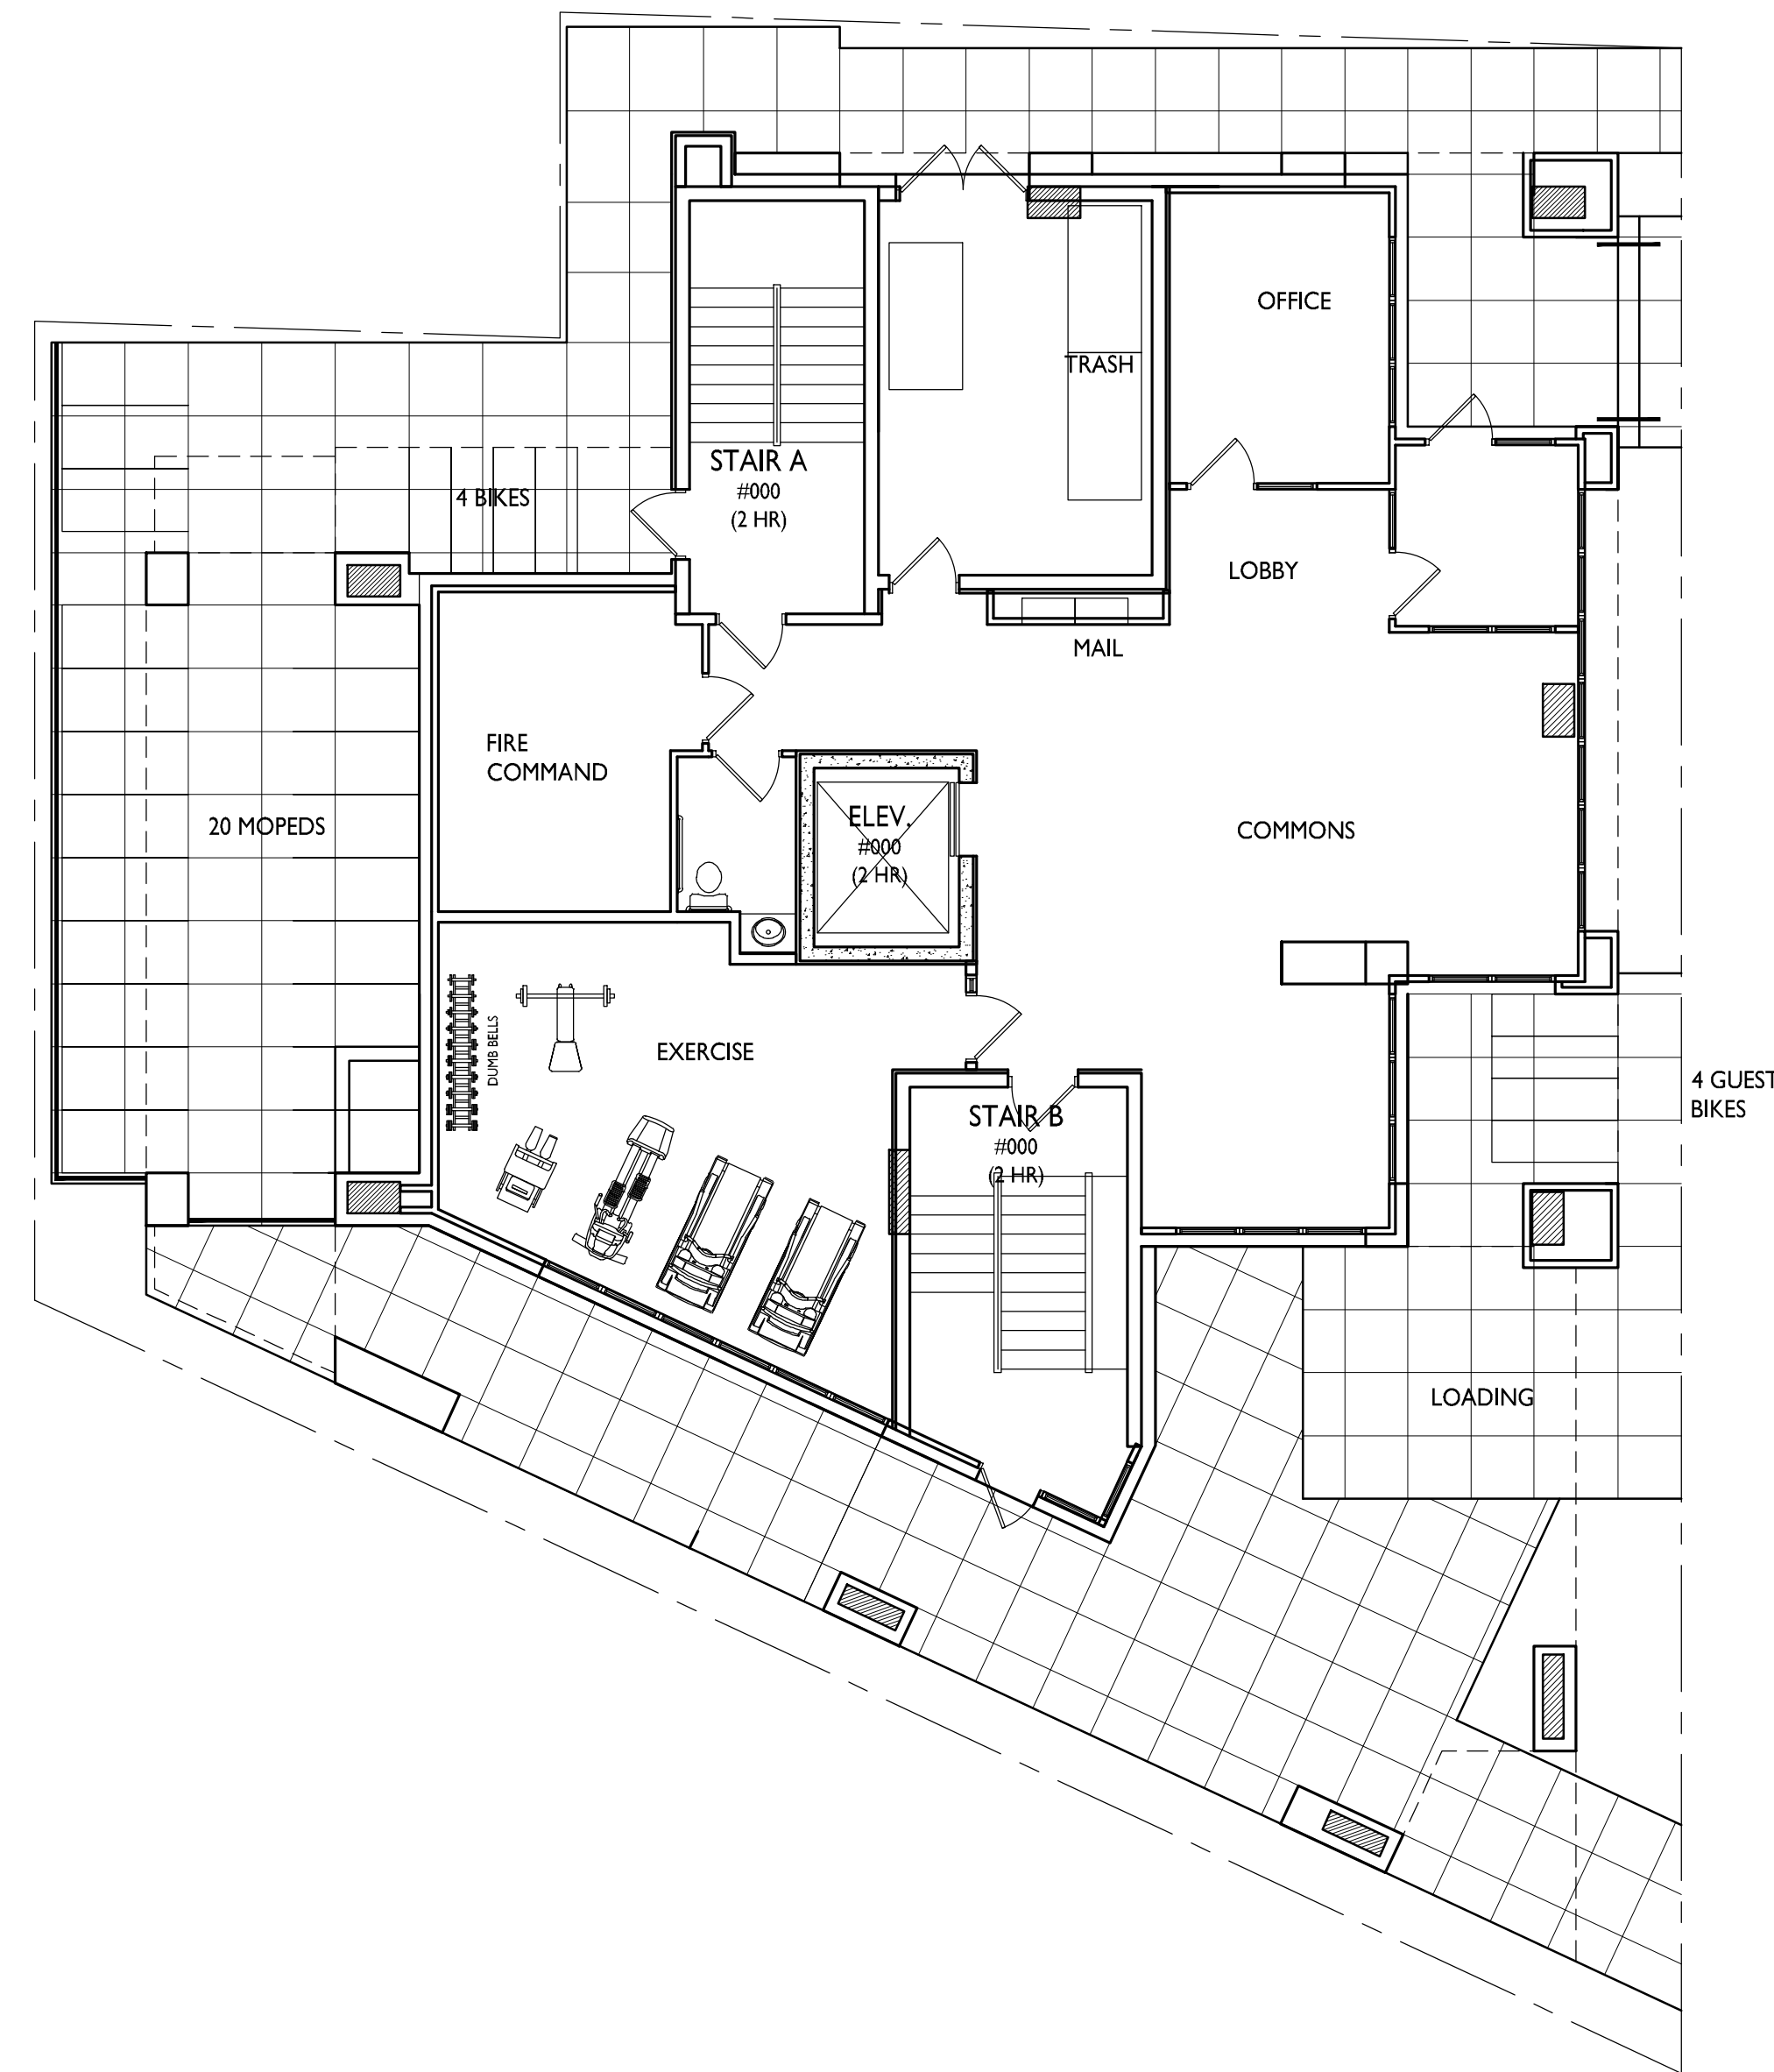 OFFICE
TRASH
STAIR A
#000
(2 HR)
4 BIKES
LOBBY
MAIL
FIRE
COMMAND
20 MOPEDS
ELEV.
#000
(2 HR)
COMMONS
DUMB BELLS
EXERCISE
4 GUEST
BIKES
STAIR B
#000
(2 HR)
LOADING